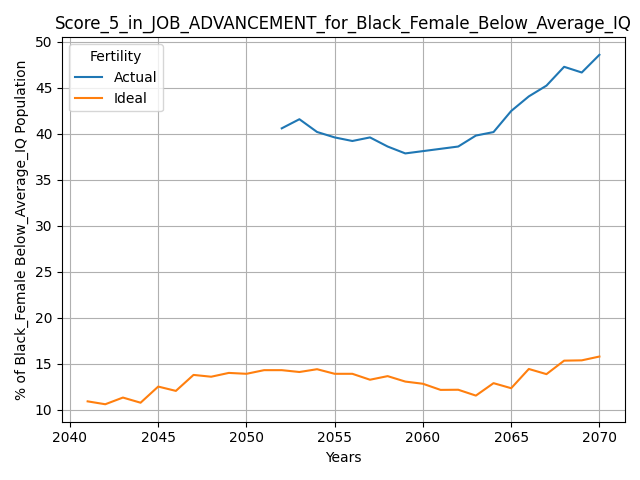 Score_5_in_JOB_ADVANCEMENT_for_Black_Female_Below_Average_IQ
% of Black_Female Below_Average_IQ Population
50
45
40
35
30
25
20
15
10
Fertility
Actual
Ideal
2040
2045
2050
2055
2060
2065
2070
Years